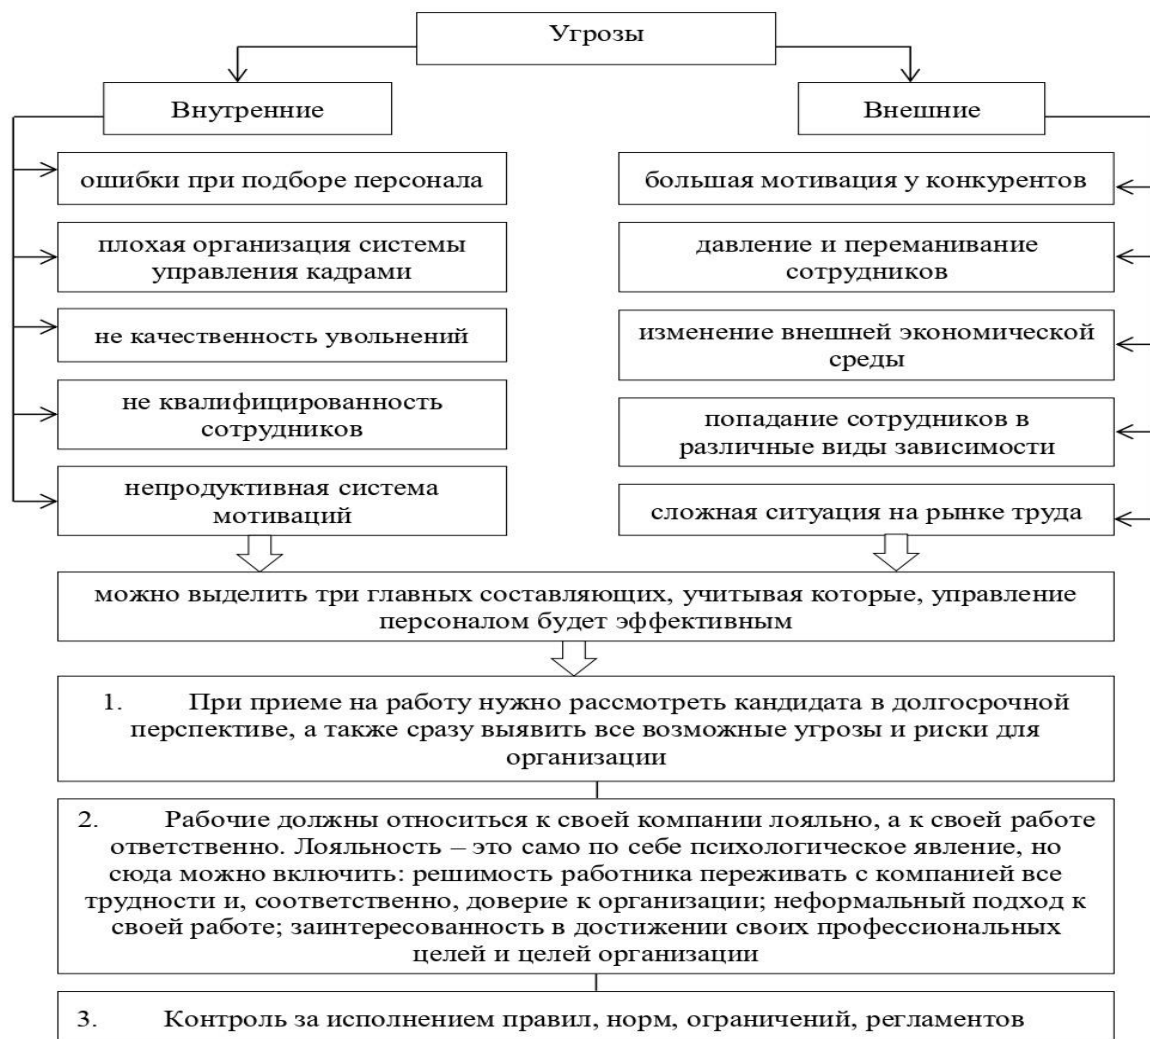 Угрозы
Внутренние
Внешние
ошибки при подборе персонала
плохая организация системы
управления кадрами
не качественность увольнений
не квалифицированность
сотрудников
непродуктивная система
мотиваций
большая мотивация у конкурентов
давление и переманивание
сотрудников
изменение внешней экономической
среды
попадание сотрудников в
различные виды зависимости
сложная ситуация на рынке труда
можно выделить три главных составляющих, учитывая которые, управление
персоналом будет эффективным
1. При приеме на работу нужно рассмотреть кандидата в долгосрочной
перспективе, а также сразу выявить все возможные угрозы и риски для
организации
2. Рабочие должны относиться к своей компании лояльно, а к своей работе
ответственно. Лояльность – это само по себе психологическое явление, но
сюда можно включить: решимость работника переживать с компанией все
трудности и, соответственно, доверие к организации; неформальный подход к
своей работе; заинтересованность в достижении своих профессиональных
целей и целей организации
3. Контроль за исполнением правил, норм, ограничений, регламентов